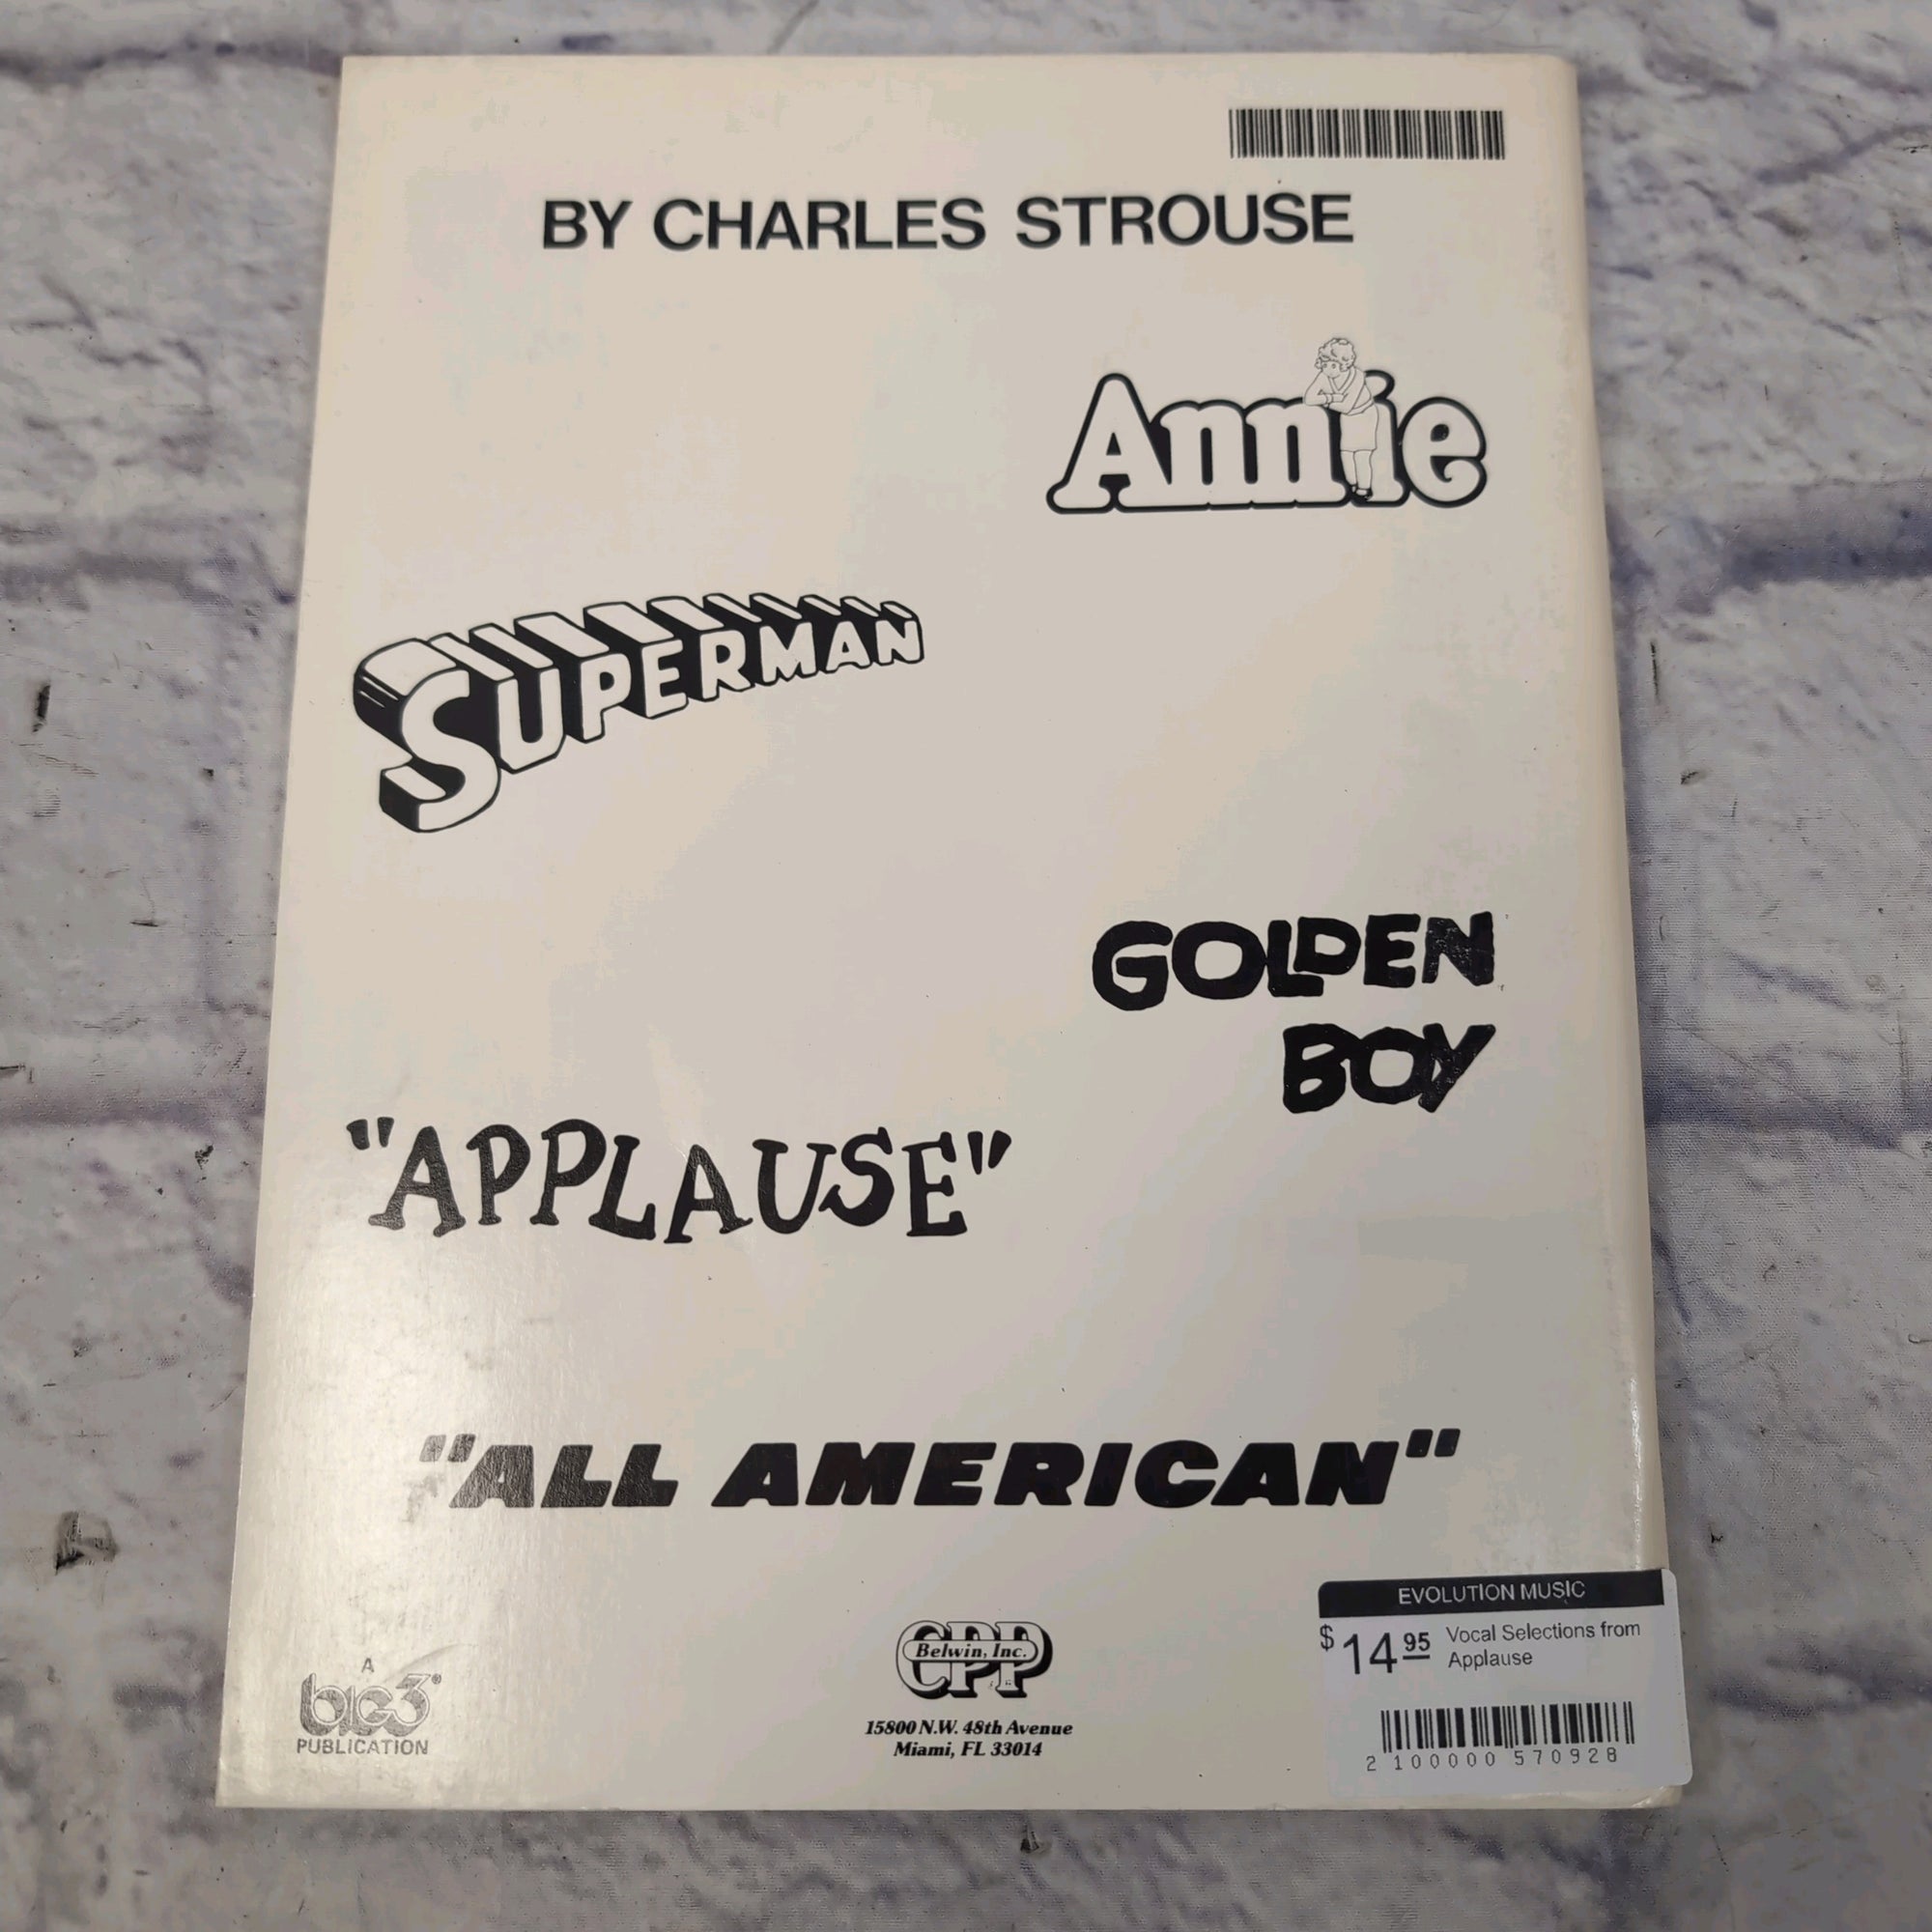 BY CHARLES STROUSE
Annie
SUPERMAN
GOLDEN
BOY
"APPLAUSE"
"ALL AMERICAN"
A
big3®
PUBLICATION
CPP
Belwin, Inc.
15800 N.W. 48th Avenue
Miami, FL 33014
EVOLUTION MUSIC
$14.95
Vocal Selections from
Applause
2 100000 570928